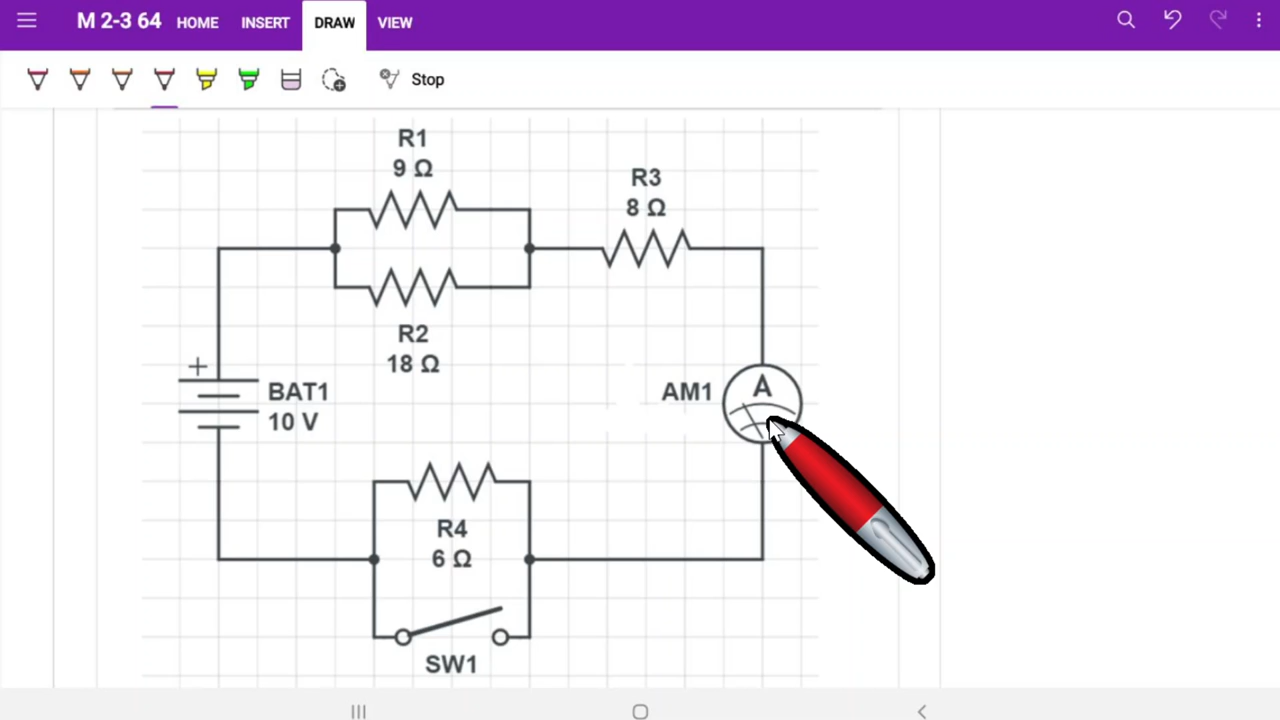 M 2-3 64 HOME INSERT DRAW VIEW
Stop
R1
9 Ω
R3
8 Ω
R2
18 Ω
+
BAT1
10 V
AM1
A
R4
6 Ω
SW1